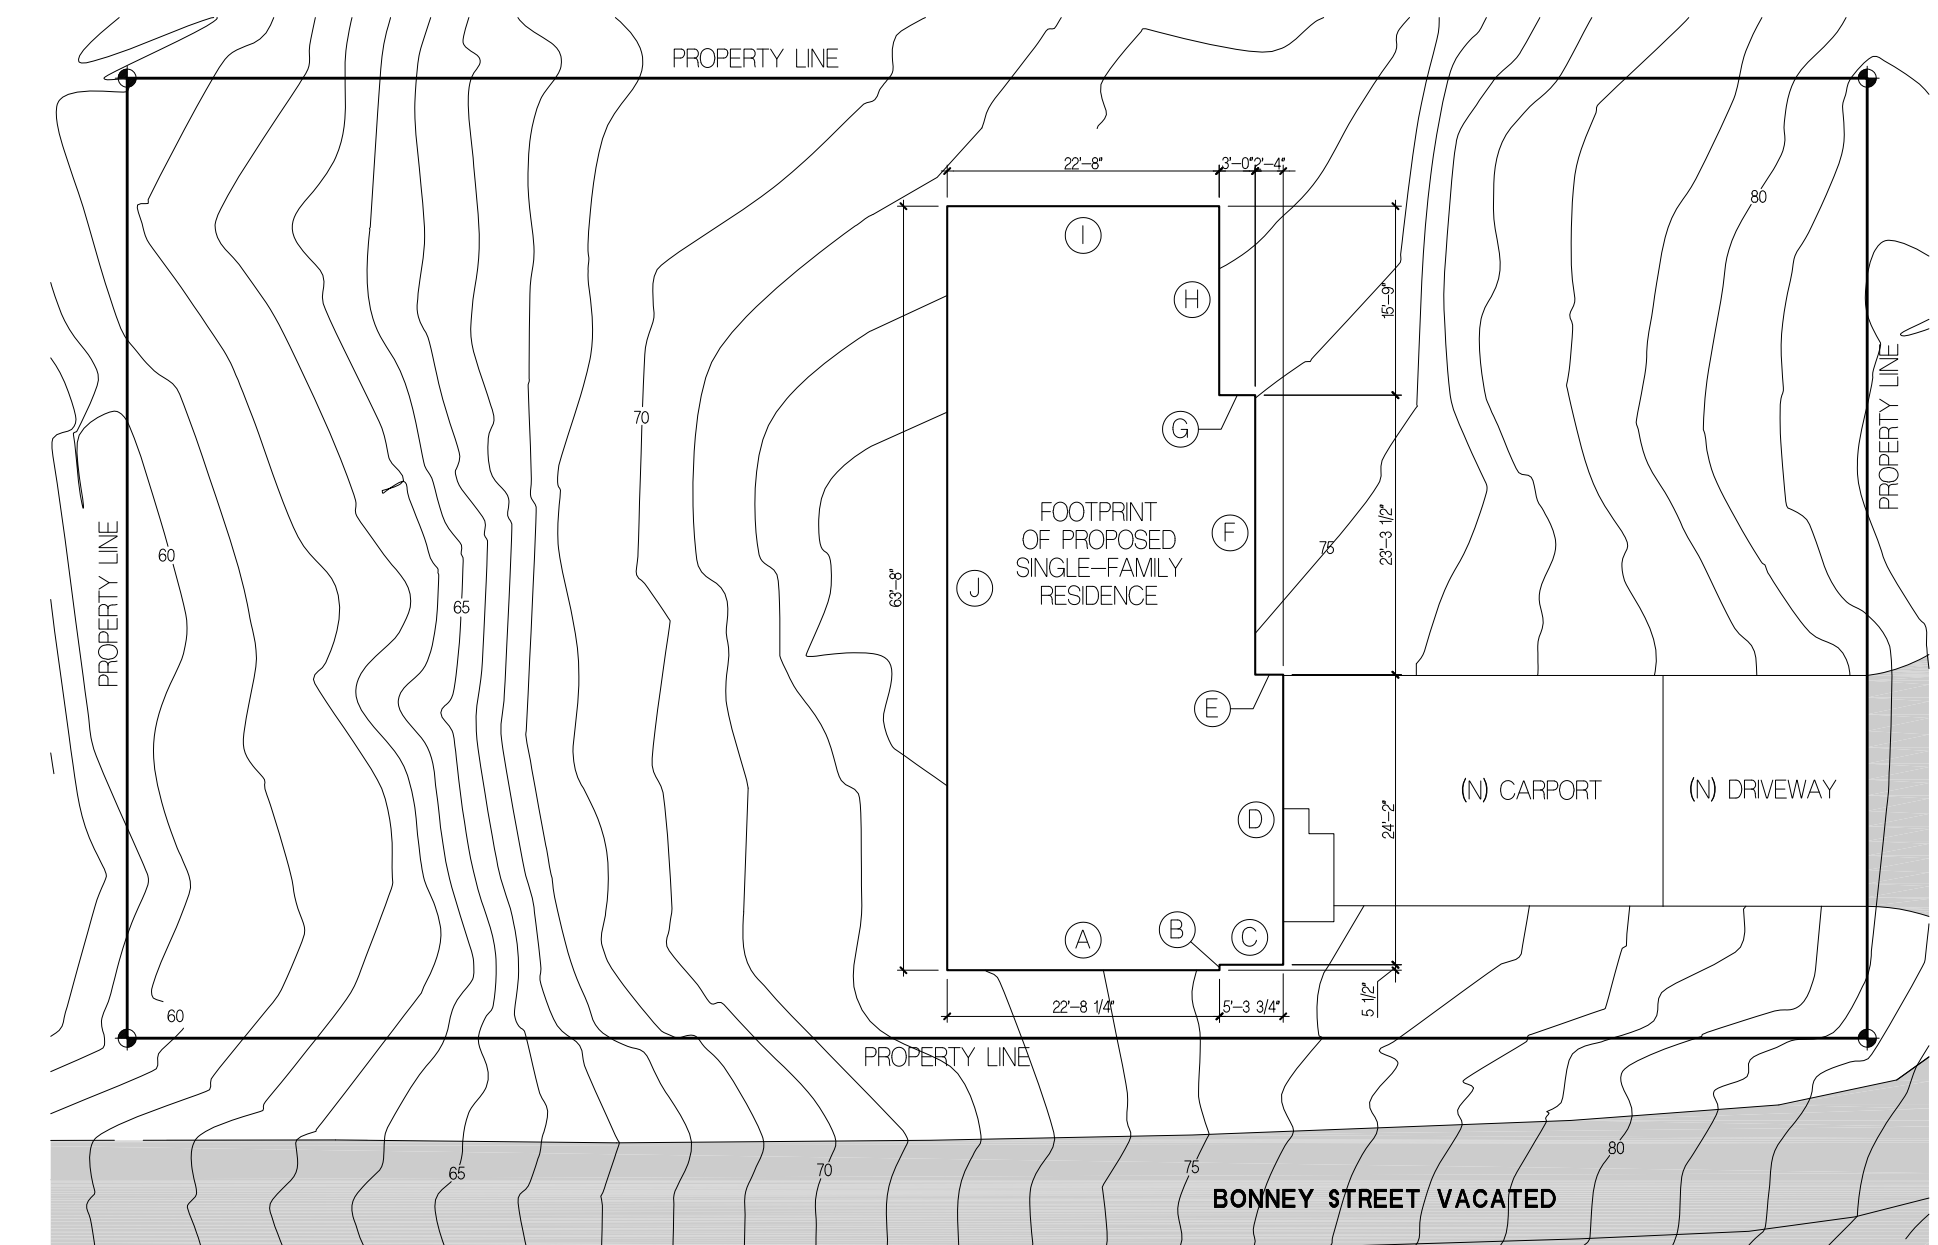 PROPERTY LINE
22'–8"
3'–0"
2'–4"
80
I
H
15'–9"
PROPERTY LINE
70
G
FOOTPRINT
OF PROPOSED
SINGLE–FAMILY
RESIDENCE
F
23'–3 1/2"
75
60
PROPERTY LINE
65
J
63'–8"
E
(N) CARPORT
(N) DRIVEWAY
D
24'–2"
A
B
C
22'–8 1/4"
5'–3 3/4"
5 1/2"
60
PROPERTY LINE
65
70
75
80
BONNEY STREET VACATED